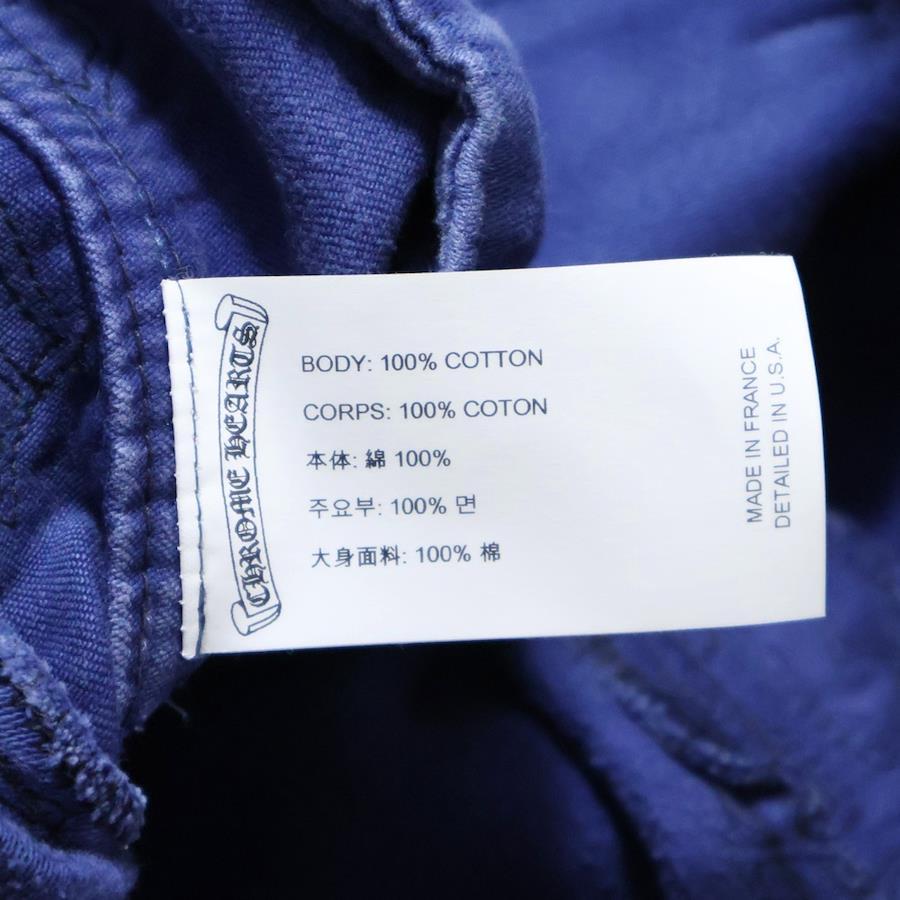 CHROME HEARTS
BODY: 100% COTTON
CORPS: 100% COTON
本体: 綿 100%
주요부: 100% 면
大身面料: 100% 棉
MADE IN FRANCE
DETAILED IN U.S.A.